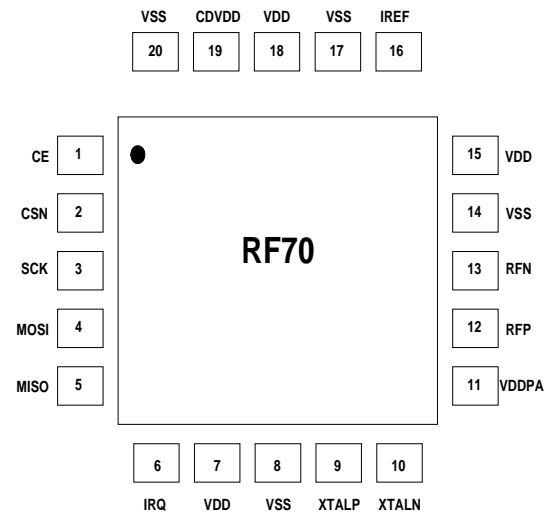 VSS CDVDD VDD VSS IREF
20 19 18 17 16
CE 1 15 VDD
CSN 2 14 VSS
RF70
SCK 3 13 RFN
MOSI 4 12 RFP
MISO 5 11 VDDPA
6 7 8 9 10
IRQ VDD VSS XTALP XTALN